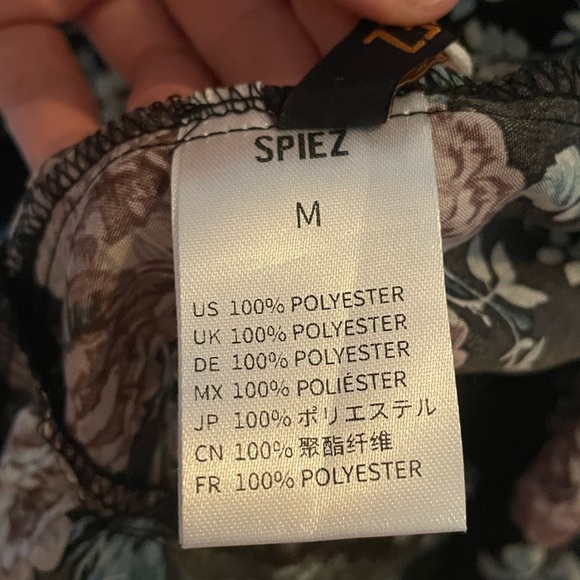 SPIEZ
M
US 100% POLYESTER
UK 100% POLYESTER
DE 100% POLYESTER
MX 100% POLIÉSTER
JP 100% ポリエステル
CN 100% 聚酯纤维
FR 100% POLYESTER